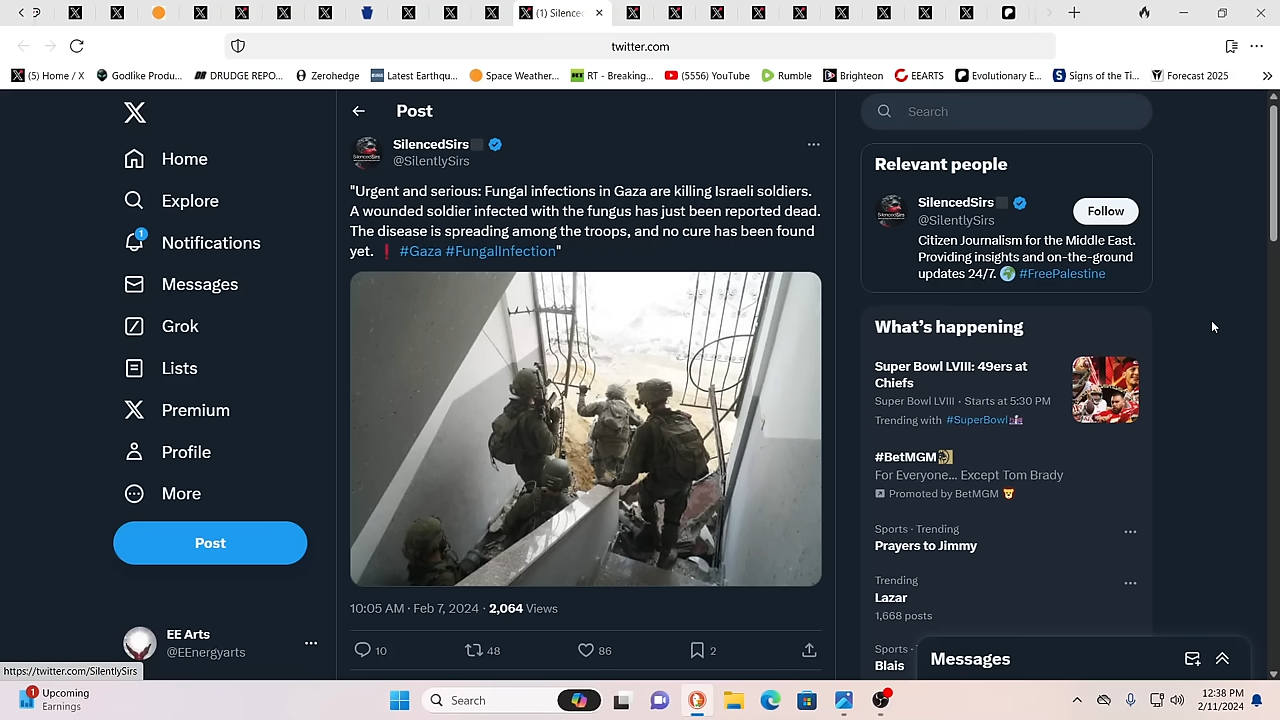 (1) Silence
twitter.com
(5) Home / X
Godlike Produ...
DRUDGE REPO...
Zerohedge
Latest Earthqu...
Space Weather...
RT - Breaking...
(5556) YouTube
Rumble
Brighteon
EEARTS
Evolutionary E...
Signs of the Ti...
Forecast 2025
Home
Explore
1
Notifications
Messages
Grok
Lists
Premium
Profile
More
Post
EE Arts
@EEnergyarts
https://twitter.com/SilentlySirs
Post
SilencedSirs
@SilentlySirs
"Urgent and serious: Fungal infections in Gaza are killing Israeli soldiers.
A wounded soldier infected with the fungus has just been reported dead.
The disease is spreading among the troops, and no cure has been found
yet. ❗ #Gaza #FungalInfection"
10:05 AM · Feb 7, 2024 · 2,064 Views
10
48
86
2
Search
Relevant people
SilencedSirs
@SilentlySirs
Follow
Citizen Journalism for the Middle East.
Providing insights and on-the-ground
updates 24/7. 🌍 #FreePalestine
What's happening
Super Bowl LVIII: 49ers at
Chiefs
Super Bowl LVIII · Starts at 5:30 PM
Trending with #SuperBowl
#BetMGM
For Everyone... Except Tom Brady
Promoted by BetMGM
Sports · Trending
Prayers to Jimmy
Trending
Lazar
1,668 posts
Sports ·
Blais
Messages
1
Upcoming
Earnings
Search
12:38 PM
2/11/2024